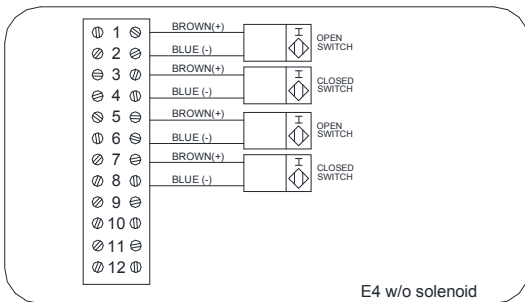 1 BROWN(+)
2 BLUE (-)
OPEN
SWITCH
3 BROWN(+)
4 BLUE (-)
CLOSED
SWITCH
5 BROWN(+)
6 BLUE (-)
OPEN
SWITCH
7 BROWN(+)
8 BLUE (-)
CLOSED
SWITCH
9
10
11
12
E4 w/o solenoid